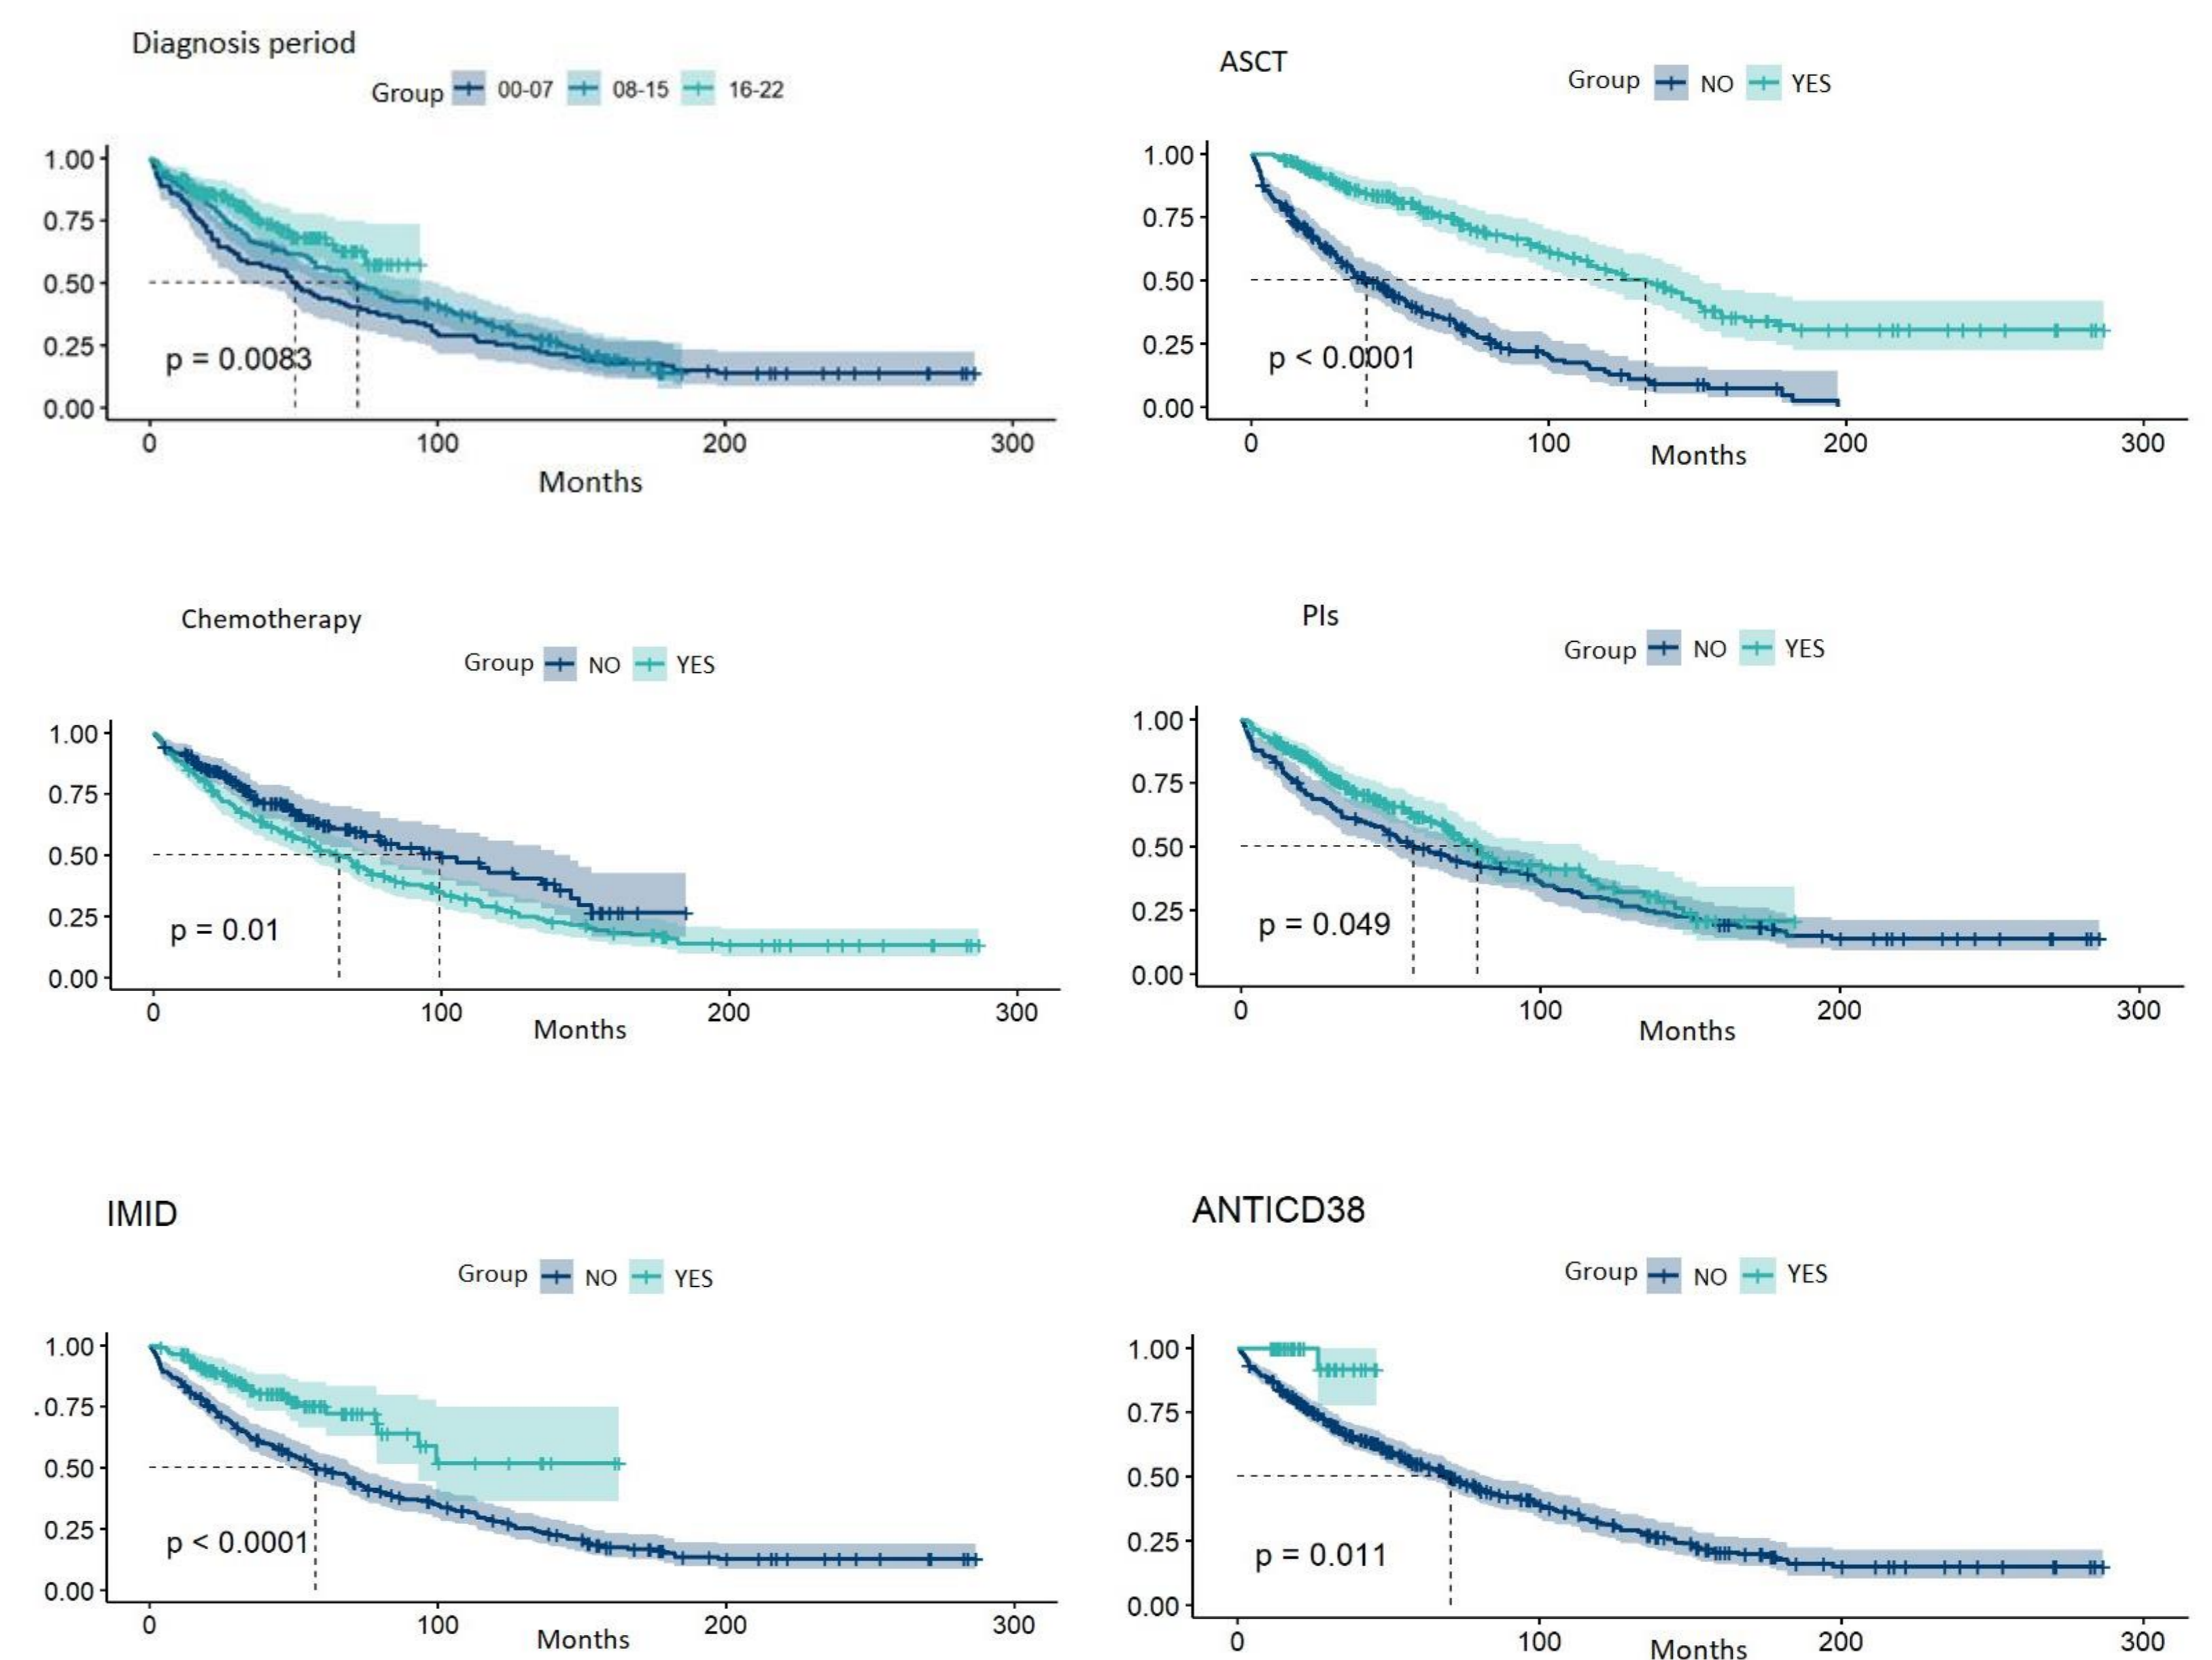 Diagnosis period
Group 00-07 08-15 16-22
1.00
0.75
0.50
0.25
0.00
p = 0.0083
0 100 200 300
Months
ASCT
Group NO YES
1.00
0.75
0.50
0.25
0.00
p < 0.0001
0 100 200 300
Months
Chemotherapy
Group NO YES
1.00
0.75
0.50
0.25
0.00
p = 0.01
0 100 200 300
Months
PIs
Group NO YES
1.00
0.75
0.50
0.25
0.00
p = 0.049
0 100 200 300
Months
IMID
Group NO YES
1.00
.0.75
0.50
0.25
0.00
p < 0.0001
0 100 200 300
Months
ANTICD38
Group NO YES
1.00
0.75
0.50
0.25
0.00
p = 0.011
0 100 200 300
Months